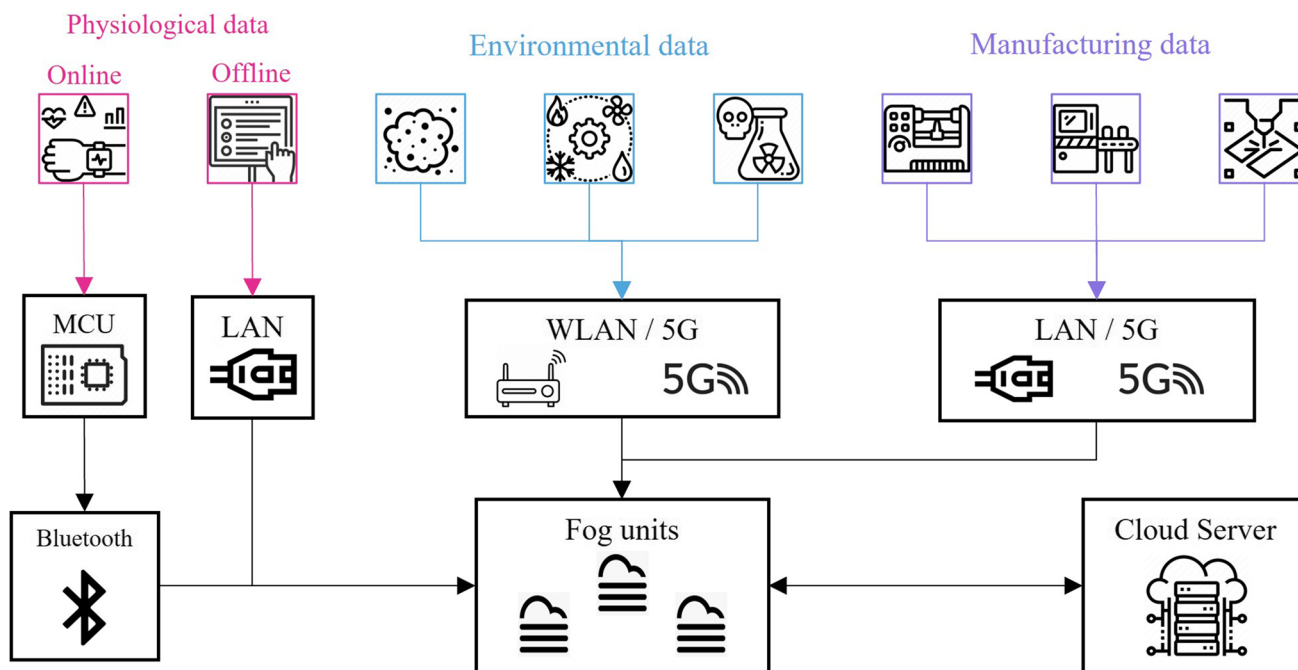 Physiological data
Environmental data
Manufacturing data
Online
Offline
MCU
LAN
WLAN / 5G
5G
LAN / 5G
5G
Bluetooth
Fog units
Cloud Server